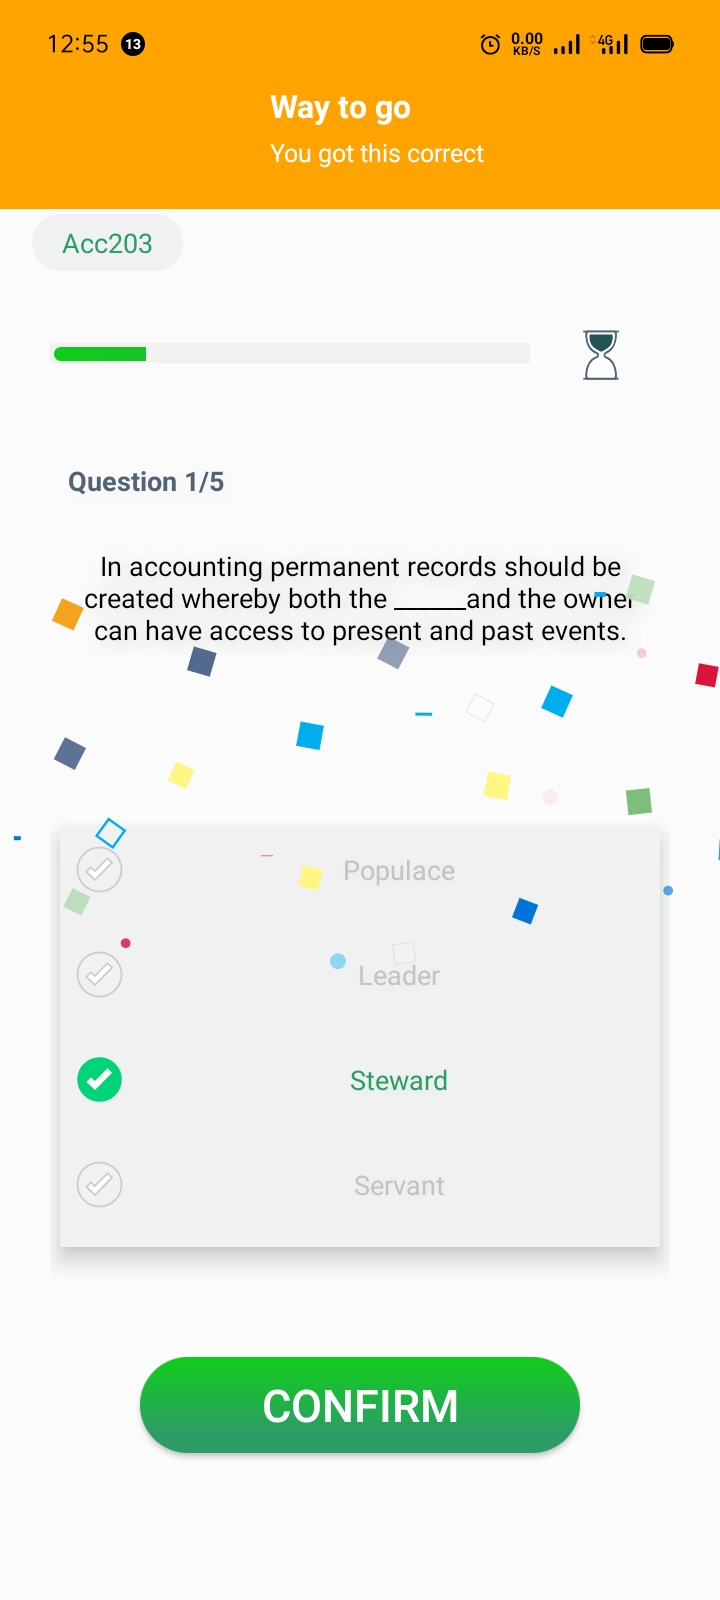 12:55 13 0.00 KB/S 4G
Way to go
You got this correct
Acc203
Question 1/5
In accounting permanent records should be
created whereby both the ______and the owner
can have access to present and past events.
Populace
Leader
Steward
Servant
CONFIRM